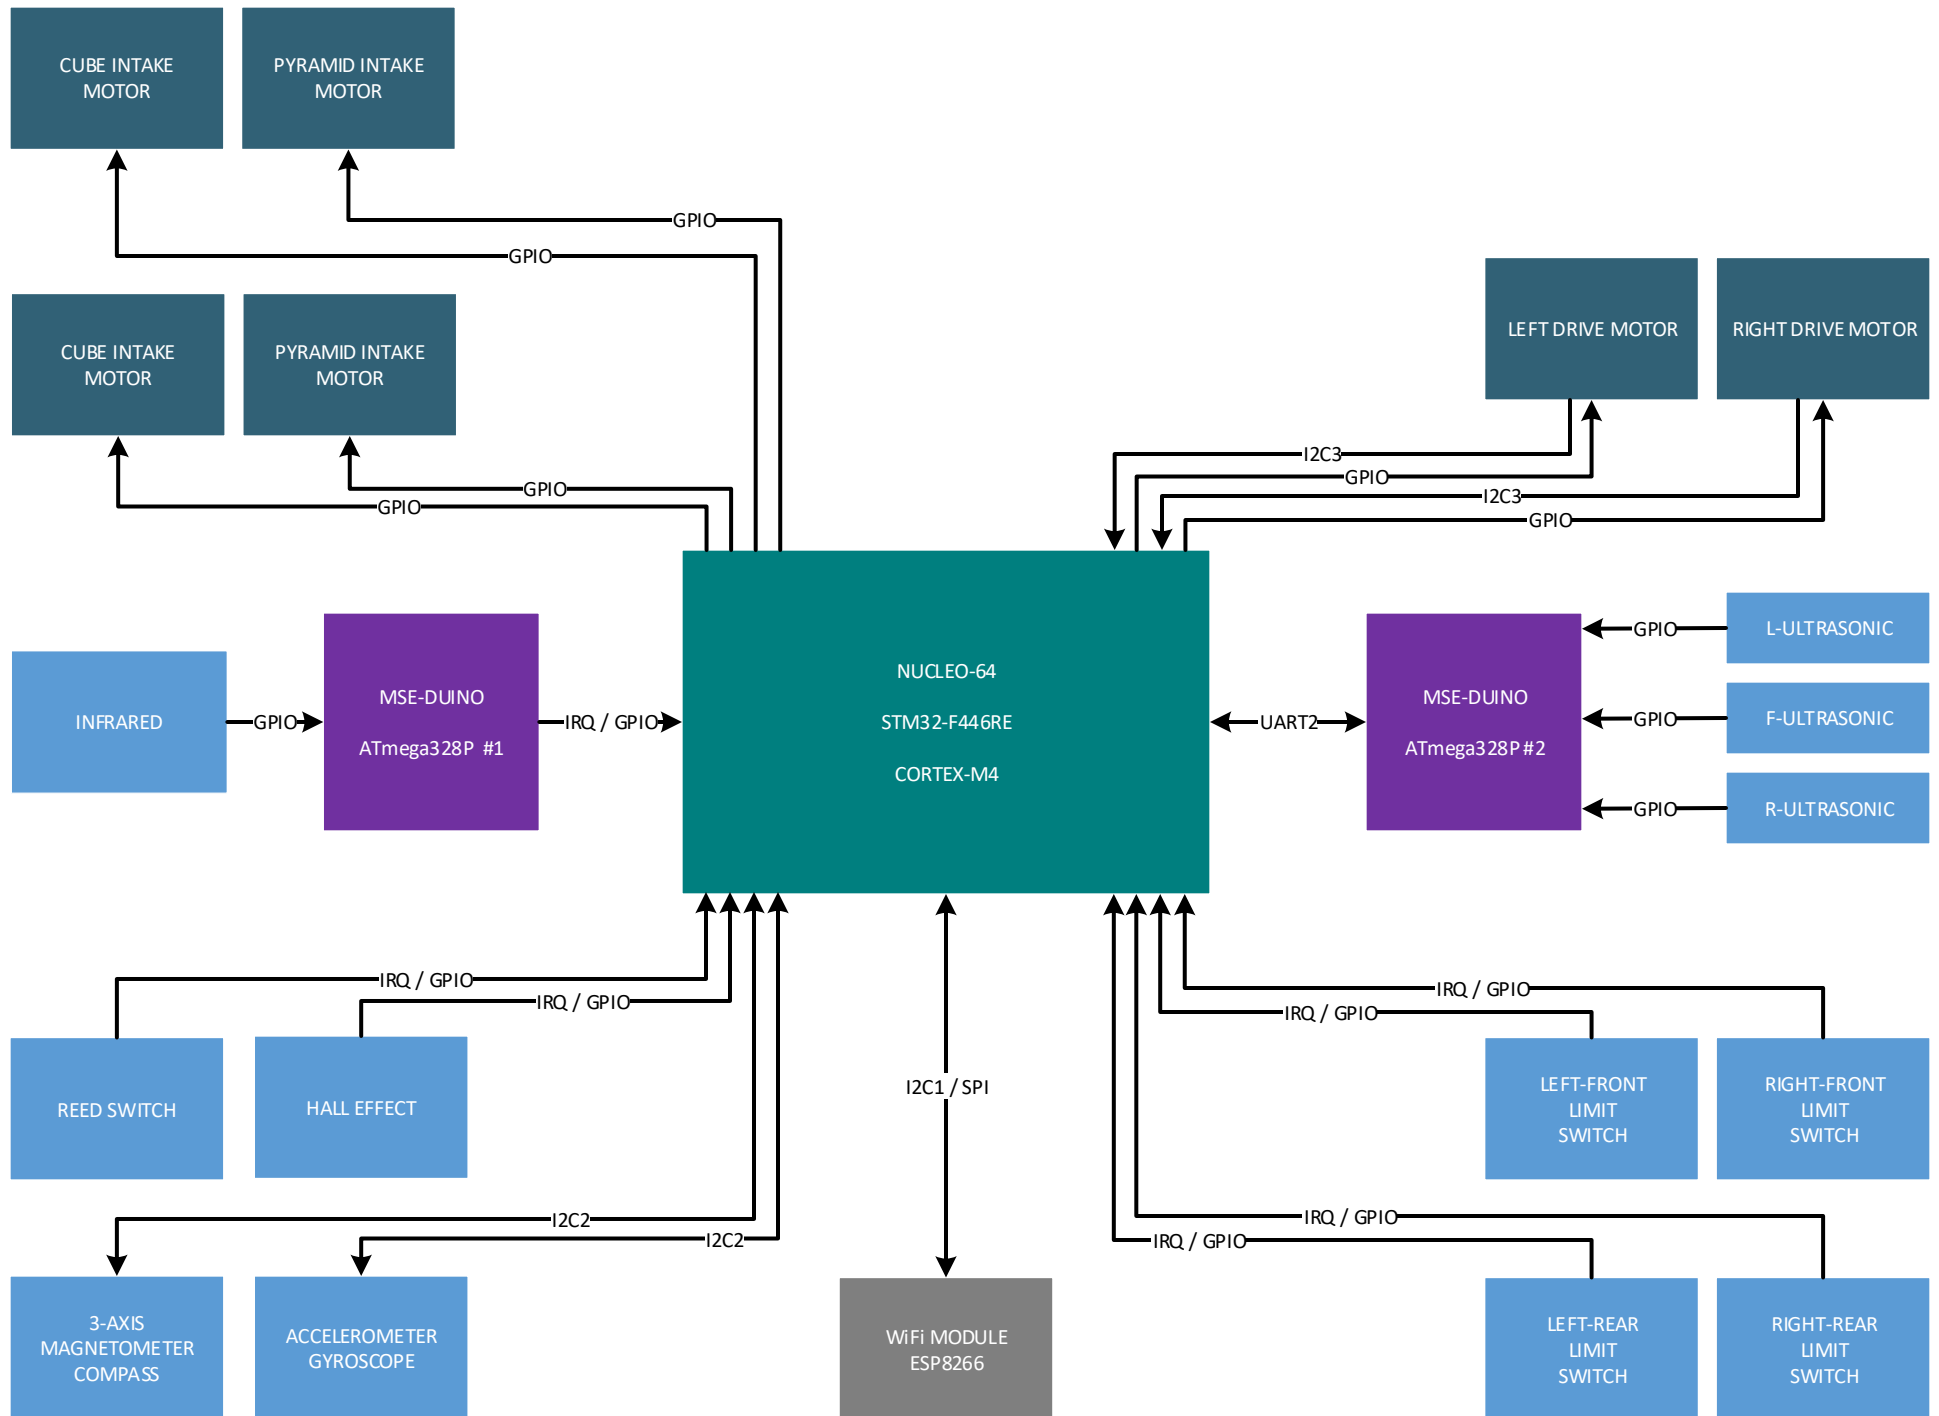 CUBE INTAKE
MOTOR
PYRAMID INTAKE
MOTOR
GPIO
GPIO
CUBE INTAKE
MOTOR
PYRAMID INTAKE
MOTOR
LEFT DRIVE MOTOR
RIGHT DRIVE MOTOR
I2C3
GPIO
I2C3
GPIO
GPIO
GPIO
INFRARED
GPIO
MSE-DUINO
ATmega328P #1
IRQ / GPIO
NUCLEO-64
STM32-F446RE
CORTEX-M4
UART2
MSE-DUINO
ATmega328P #2
GPIO
L-ULTRASONIC
GPIO
F-ULTRASONIC
GPIO
R-ULTRASONIC
IRQ / GPIO
IRQ / GPIO
IRQ / GPIO
IRQ / GPIO
REED SWITCH
HALL EFFECT
I2C1 / SPI
LEFT-FRONT
LIMIT
SWITCH
RIGHT-FRONT
LIMIT
SWITCH
I2C2
I2C2
IRQ / GPIO
IRQ / GPIO
3-AXIS
MAGNETOMETER
COMPASS
ACCELEROMETER
GYROSCOPE
WiFi MODULE
ESP8266
LEFT-REAR
LIMIT
SWITCH
RIGHT-REAR
LIMIT
SWITCH